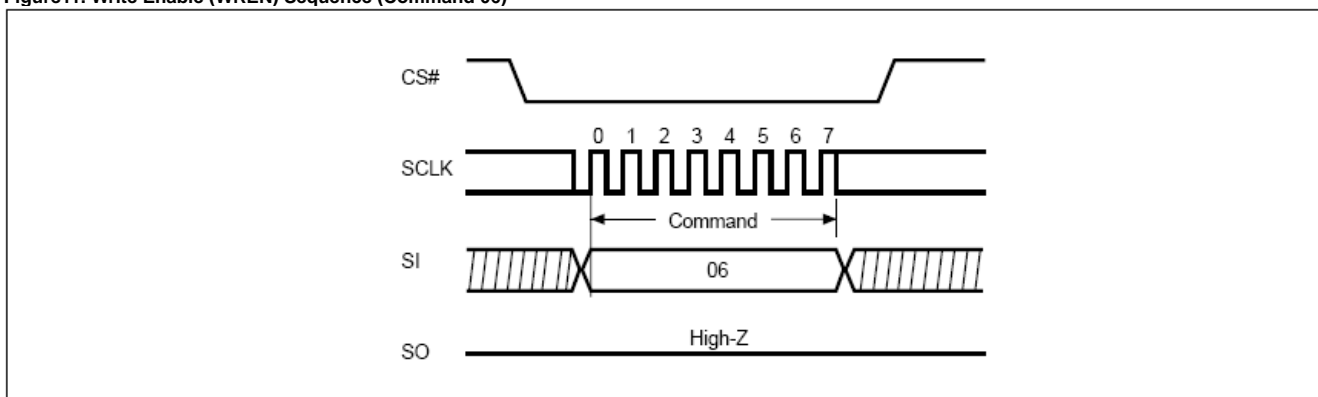 Figure11. Write Enable (WREN) Sequence (Command 06)
CS#
0 1 2 3 4 5 6 7
SCLK
Command
SI
06
High-Z
SO